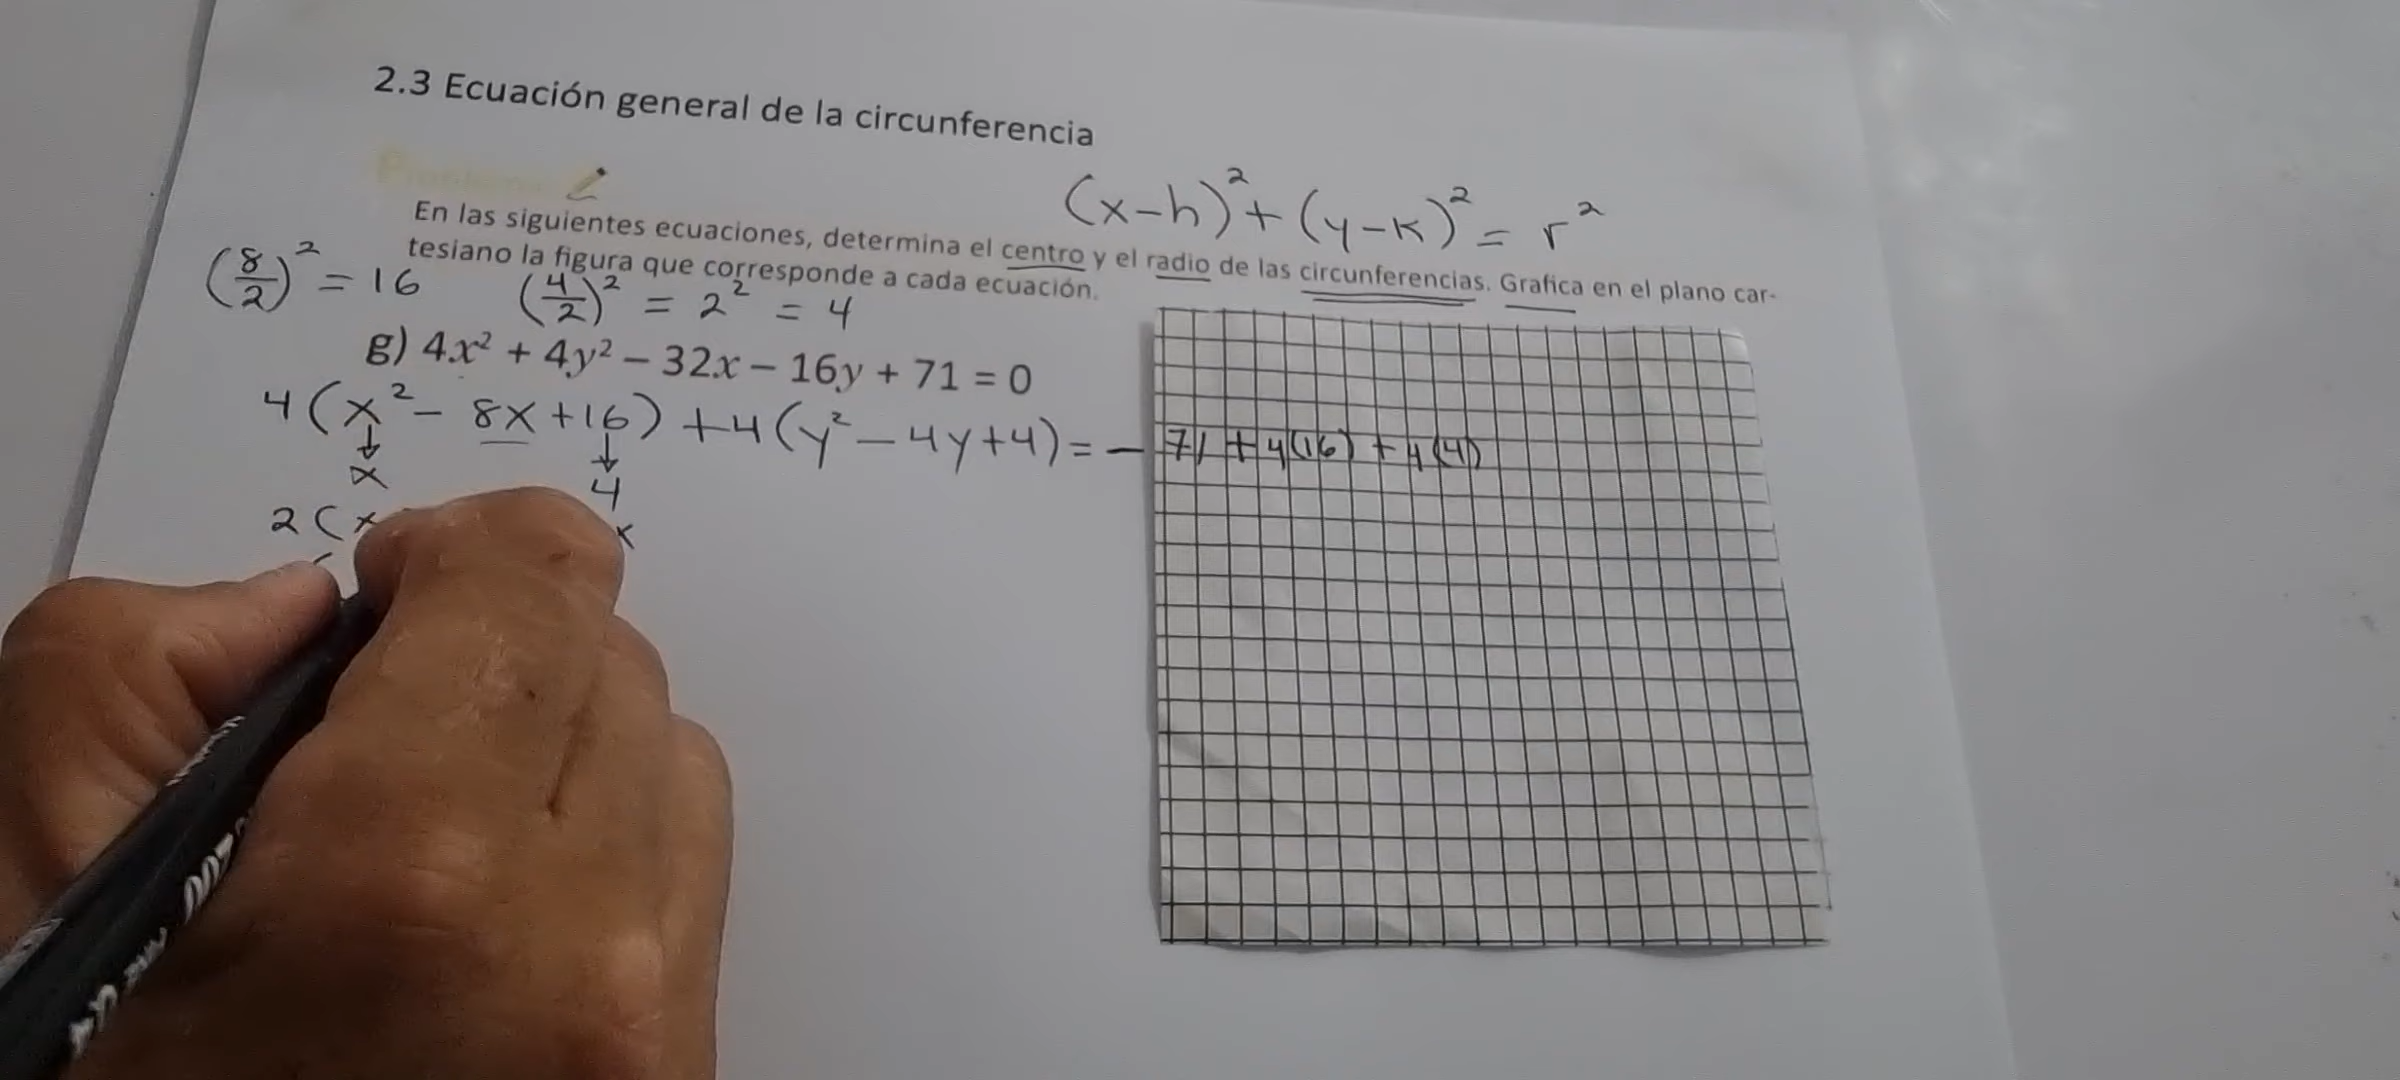 2.3 Ecuación general de la circunferencia
(x-h)² + (y-k)² = r²
En las siguientes ecuaciones, determina el centro y el radio de las circunferencias. Grafica en el plano car-
tesiano la figura que corresponde a cada ecuación.
(8/2)² = 16 (4/2)² = 2² = 4
g) 4x² + 4y² – 32x – 16y + 71 = 0
4(x² - 8x + 16) + 4(y² - 4y + 4) = -71 + 4(16) + 4(4)
x 4
2(x x